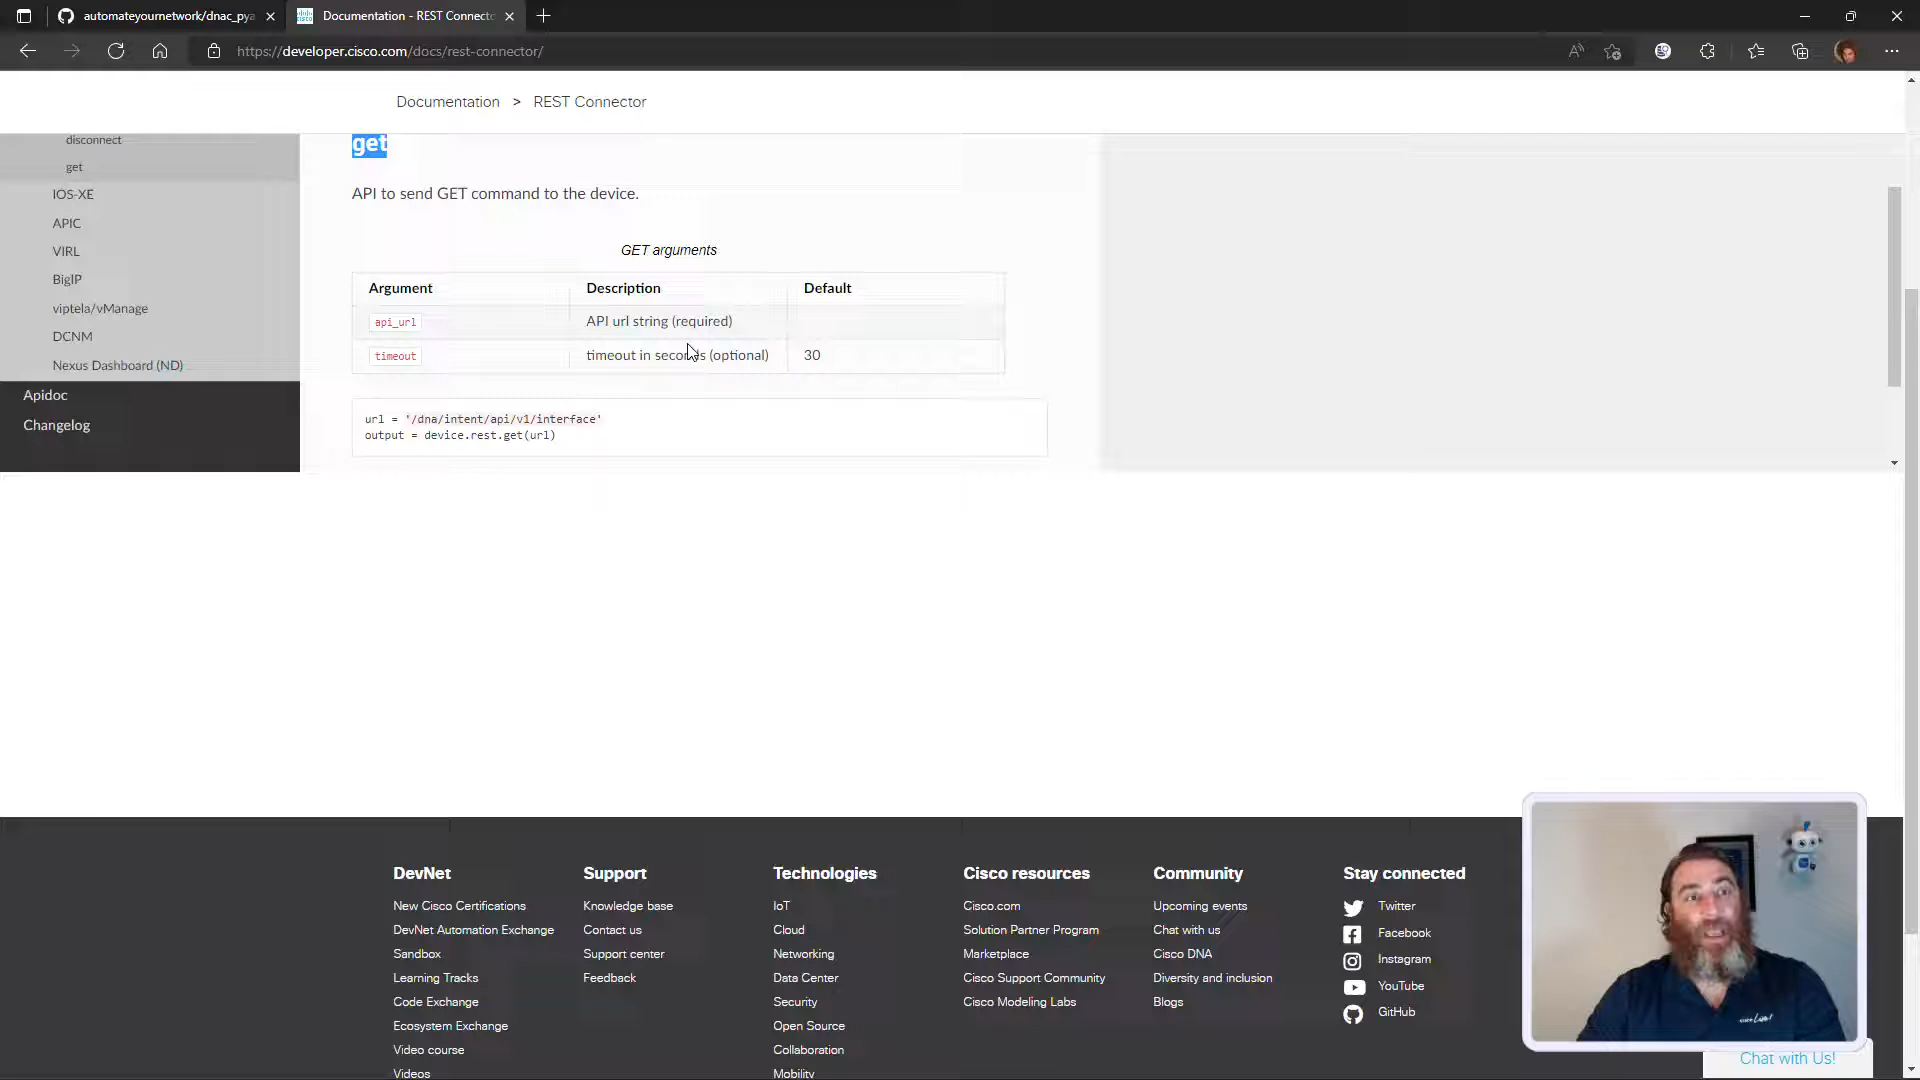 automateyournetwork/dnac_pya
Documentation - REST Connecto
https://developer.cisco.com/docs/rest-connector/
Documentation > REST Connector
disconnect
get
IOS-XE
APIC
VIRL
BigIP
viptela/vManage
DCNM
Nexus Dashboard (ND)
Apidoc
Changelog
get
API to send GET command to the device.
GET arguments
Argument Description Default
api_url API url string (required)
timeout timeout in seconds (optional) 30
url = '/dna/intent/api/v1/interface'
output = device.rest.get(url)
DevNet
New Cisco Certifications
DevNet Automation Exchange
Sandbox
Learning Tracks
Code Exchange
Ecosystem Exchange
Video course
Videos
Support
Knowledge base
Contact us
Support center
Feedback
Technologies
IoT
Cloud
Networking
Data Center
Security
Open Source
Collaboration
Mobility
Cisco resources
Cisco.com
Solution Partner Program
Marketplace
Cisco Support Community
Cisco Modeling Labs
Community
Upcoming events
Chat with us
Cisco DNA
Diversity and inclusion
Blogs
Stay connected
Twitter
Facebook
Instagram
YouTube
GitHub
Chat with Us!